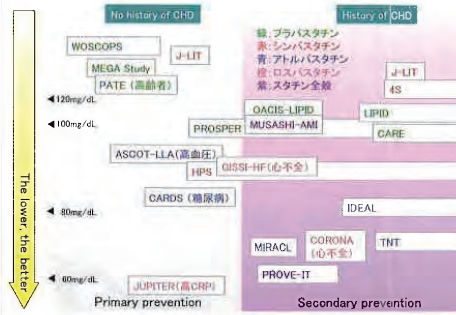 No history of CHD
History of CHD
緑:プラバスタチン
赤:シンバスタチン
青:アトルバスタチン
橙:ロスバスタチン
紫:スタチン全般
WOSCOPS
J-LIT
MEGA Study
PATE (高齢者)
J-LIT
4S
◄120mg/dL
OACIS-LIPID
LIPID
◄100mg/dL
PROSPER
MUSASHI-AMI
CARE
ASCOT-LLA(高血圧)
HPS
GISSI-HF(心不全)
CARDS (糖尿病)
IDEAL
◄ 80mg/dL
MIRACL
CORONA
(心不全)
TNT
PROVE-IT
◄ 60mg/dL
JUPITER(高CRP)
The lower, the better
Primary prevention
Secondary prevention